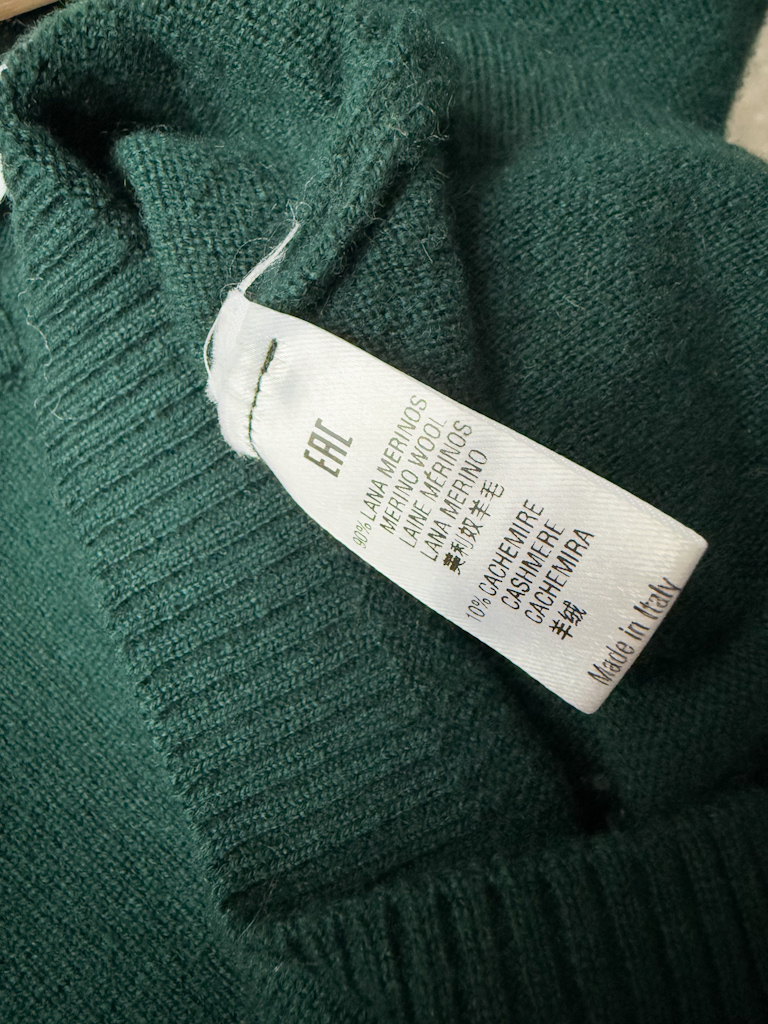 EAC
90% LANA MERINOS
MERINO WOOL
LAINE MÉRINOS
LANA MERINO
美利奴羊毛
10% CACHEMIRE
CASHMERE
CACHEMIRA
羊绒
Made in Italy